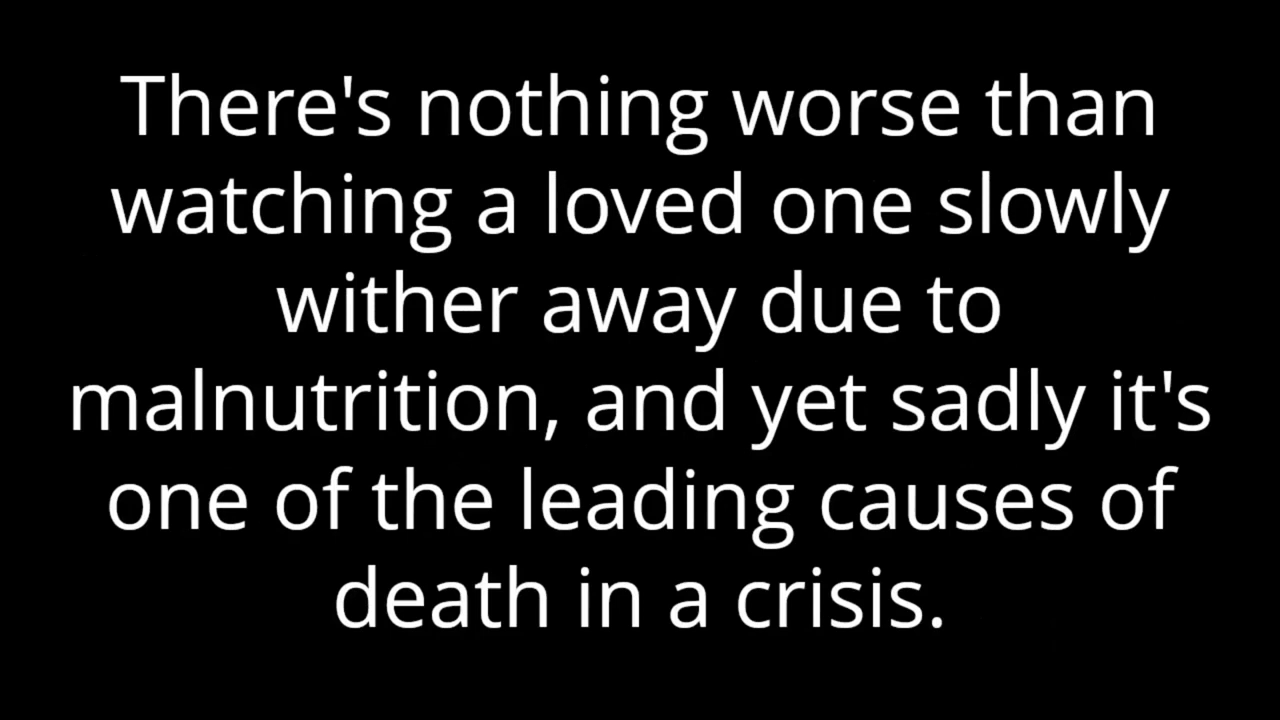 There's nothing worse than
watching a loved one slowly
wither away due to
malnutrition, and yet sadly it's
one of the leading causes of
death in a crisis.